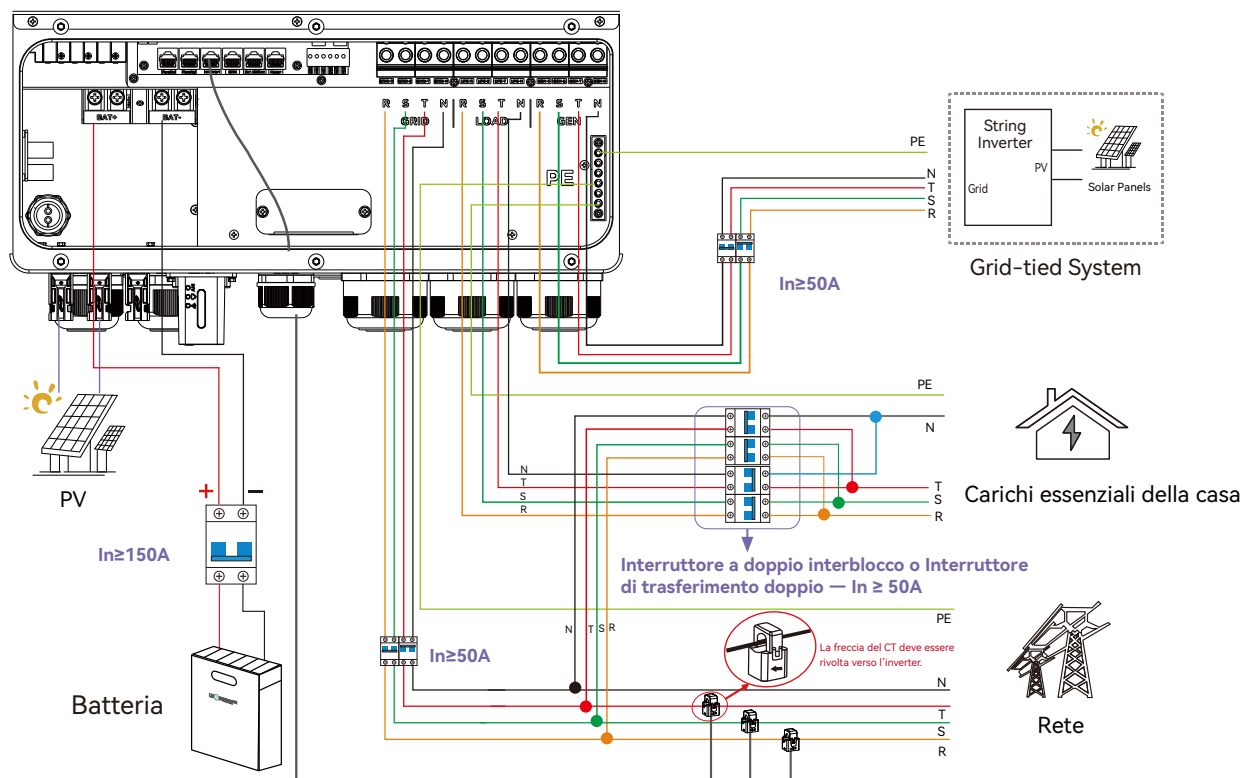 BAT+
BAT-
R S T N R S T N R S T N
GRID LOAD GEN
PE
PE
N
T
S
R
String
Inverter
PV
Grid
Solar Panels
Grid-tied System
In≥50A
PV
+ −
In≥150A
Batteria
PE
N
N
T
S
R
T
S
R
Carichi essenziali della casa
Interruttore a doppio interblocco o Interruttore
di trasferimento doppio — In ≥ 50A
PE
N T S R
In≥50A
La freccia del CT deve essere
rivolta verso l'inverter.
N
T
S
R
Rete